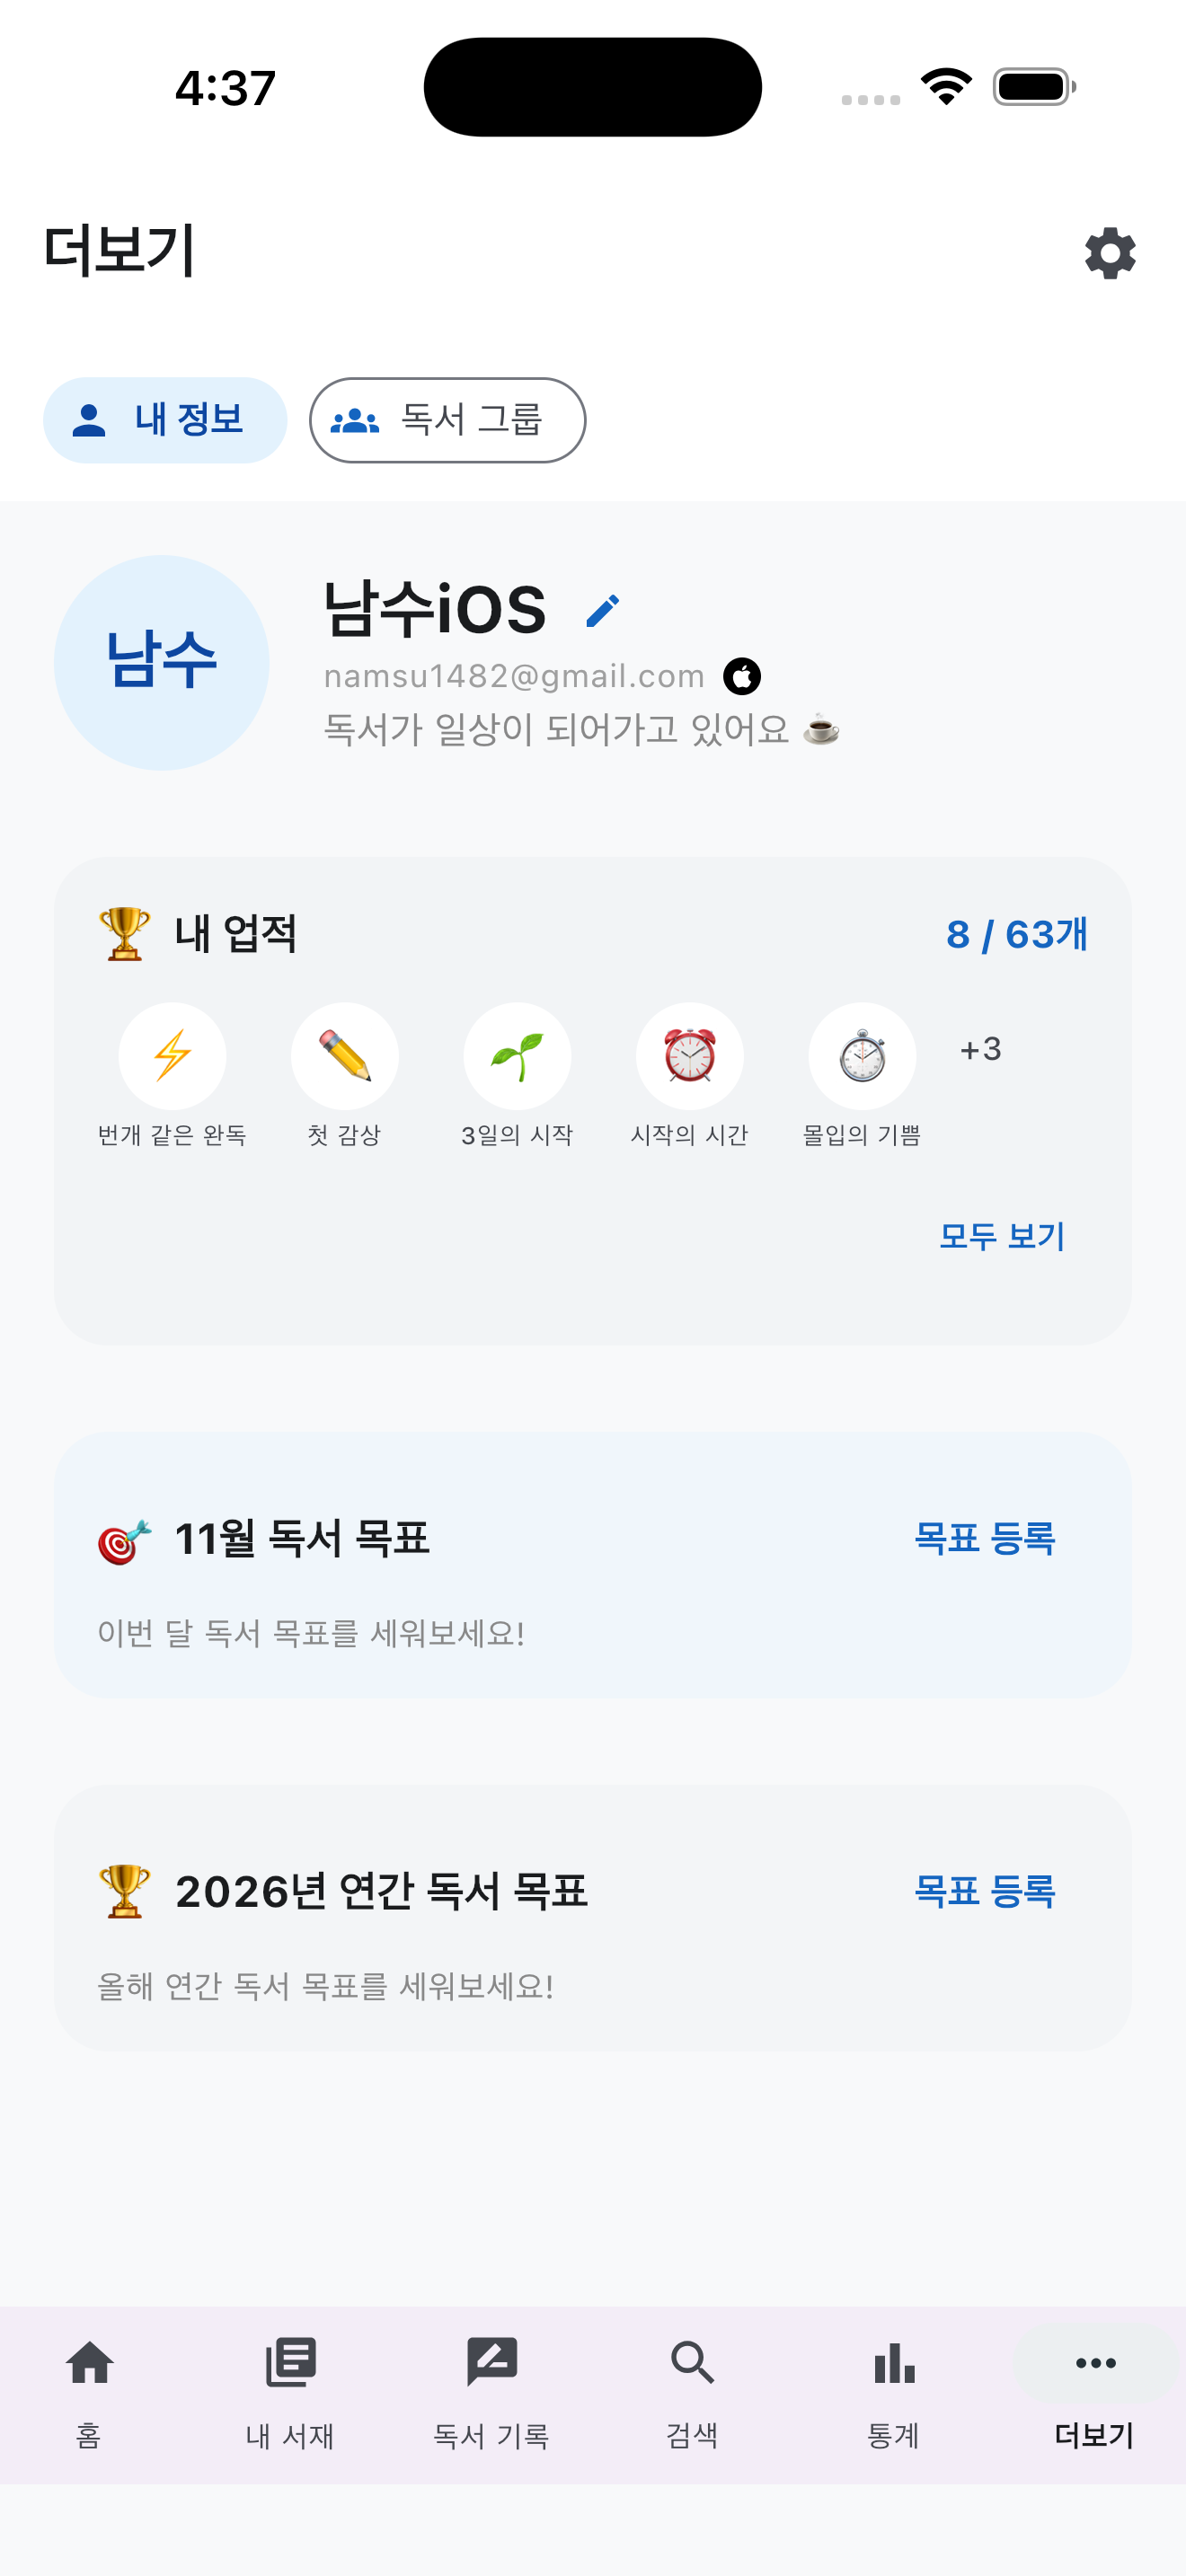 4:37
더보기
내 정보
독서 그룹
남수
남수iOS
namsu1482@gmail.com
독서가 일상이 되어가고 있어요 ☕
🏆 내 업적
8 / 63개
번개 같은 완독
첫 감상
3일의 시작
시작의 시간
몰입의 기쁨
+3
모두 보기
🎯 11월 독서 목표
목표 등록
이번 달 독서 목표를 세워보세요!
🏆 2026년 연간 독서 목표
목표 등록
올해 연간 독서 목표를 세워보세요!
홈
내 서재
독서 기록
검색
통계
더보기